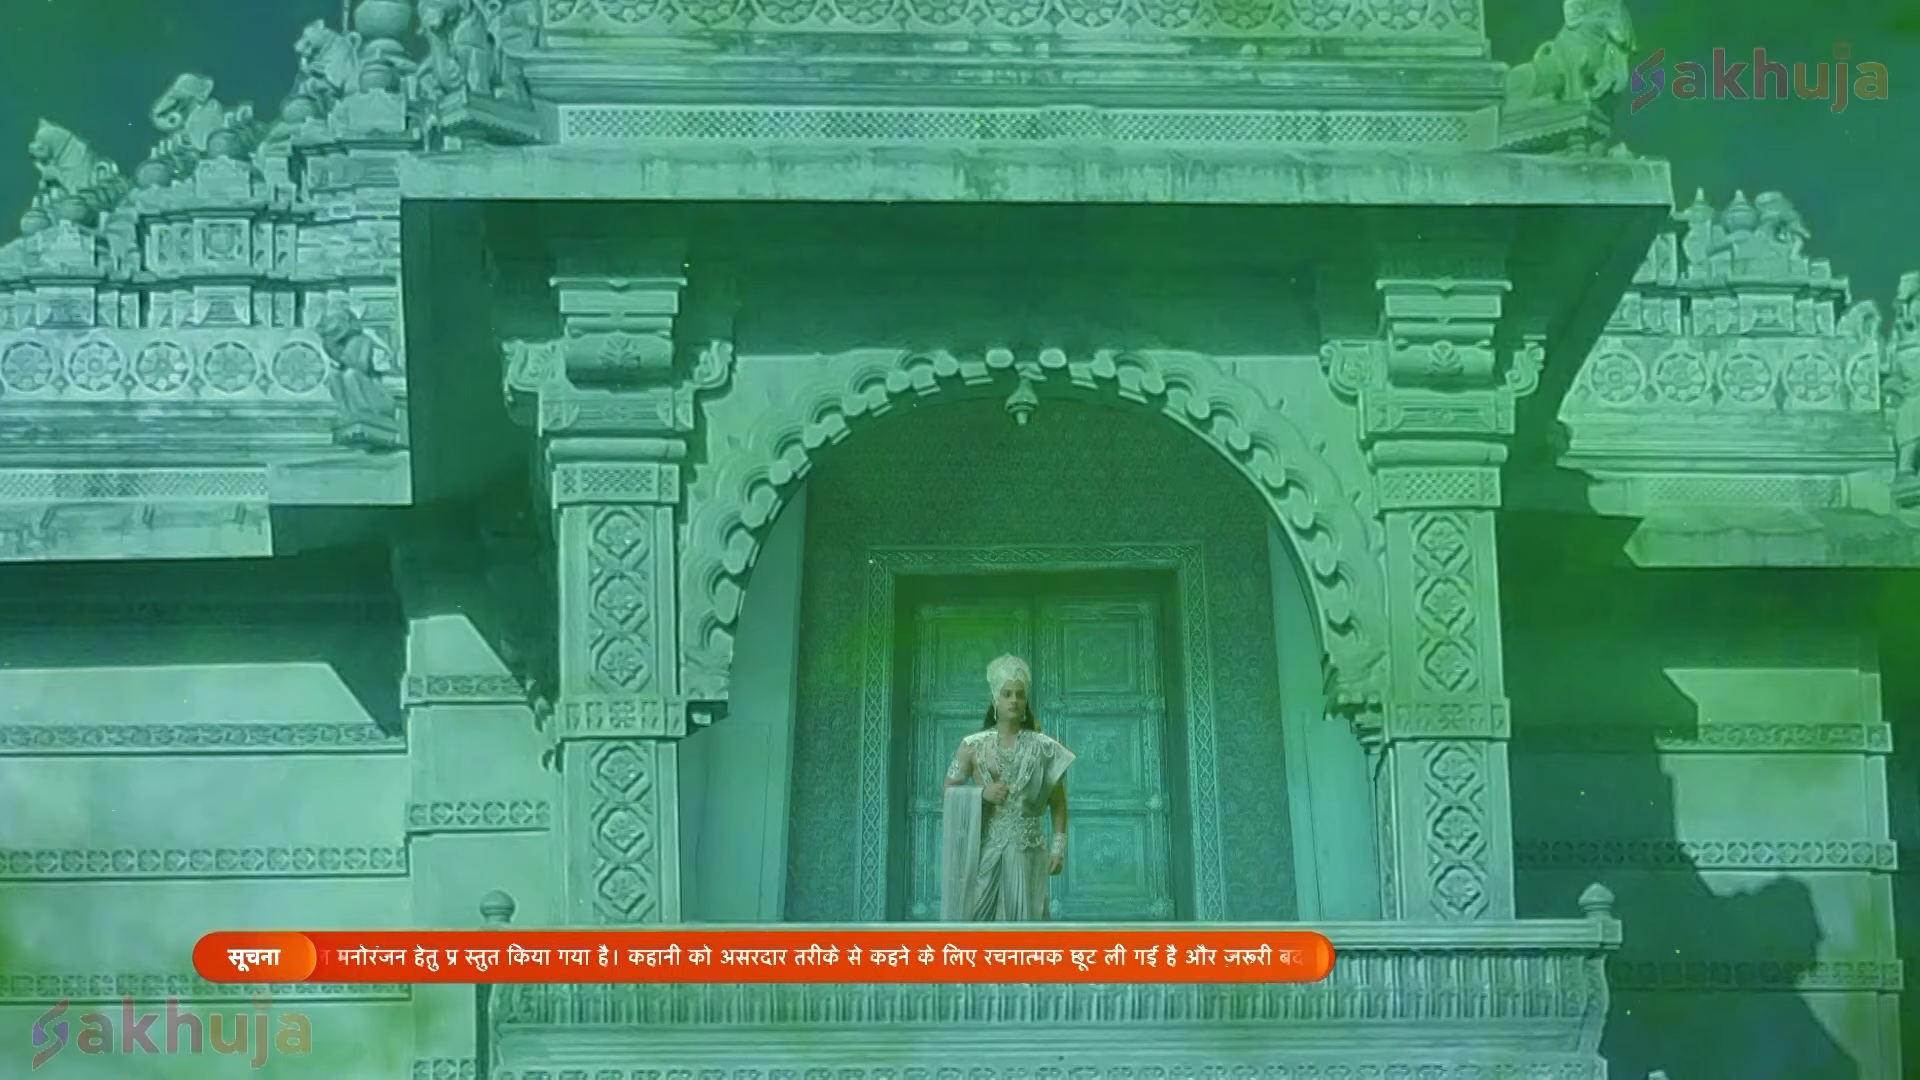 Sakhuja
सूचना मनोरंजन हेतु प्र स्तुत किया गया है। कहानी को असरदार तरीके से कहने के लिए रचनात्मक छूट ली गई है और ज़रूरी
Sakhuja